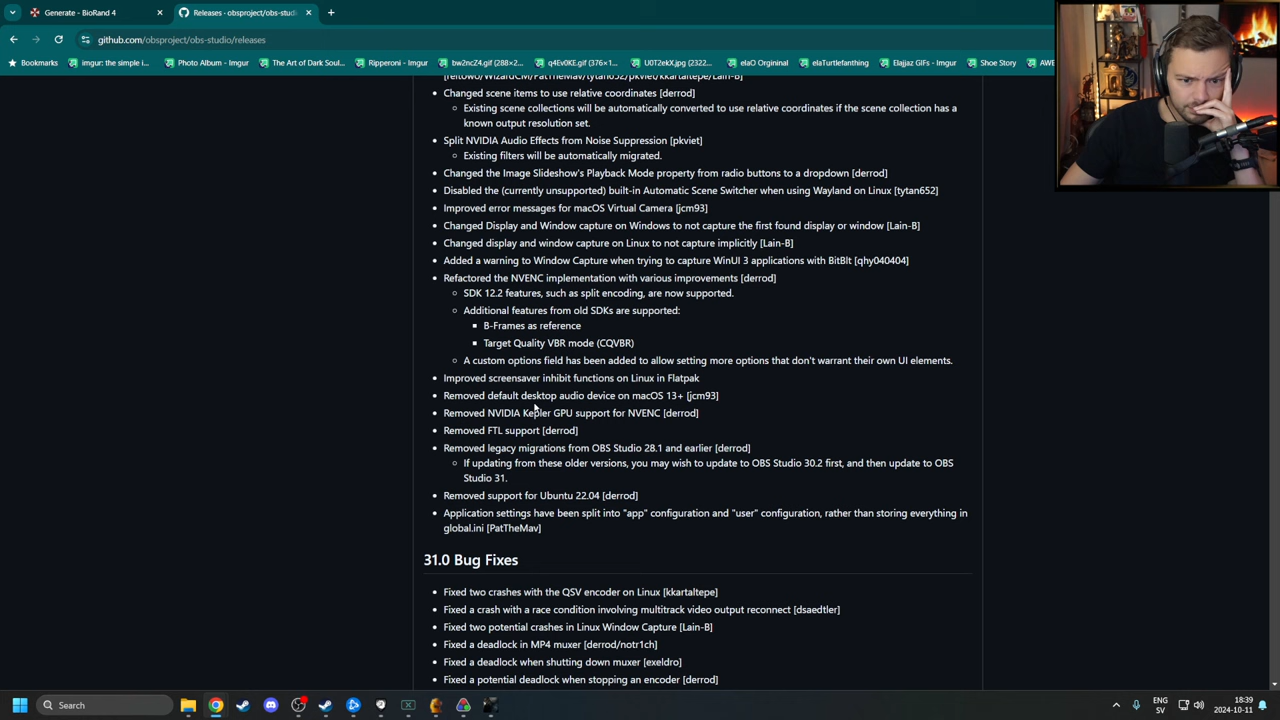 Generate - BioRand 4
Releases · obsproject/obs-stud
github.com/obsproject/obs-studio/releases
Bookmarks
imgur: the simple i...
Photo Album - Imgur
The Art of Dark Soul...
Ripperoni - Imgur
bw2ncZ4.gif (288×2...
q4Ev0KE.gif (376×1...
U0T2ekX.jpg (2322...
elaO Orgininal
elaTurtlefanthing
Elajjaz GIFs - Imgur
Shoe Story
AWE
Changed scene items to use relative coordinates [derrod]
Existing scene collections will be automatically converted to use relative coordinates if the scene collection has a
known output resolution set.
Split NVIDIA Audio Effects from Noise Suppression [pkviet]
Existing filters will be automatically migrated.
Changed the Image Slideshow's Playback Mode property from radio buttons to a dropdown [derrod]
Disabled the (currently unsupported) built-in Automatic Scene Switcher when using Wayland on Linux [tytan652]
Improved error messages for macOS Virtual Camera [jcm93]
Changed Display and Window capture on Windows to not capture the first found display or window [Lain-B]
Changed display and window capture on Linux to not capture implicitly [Lain-B]
Added a warning to Window Capture when trying to capture WinUI 3 applications with BitBlt [qhy040404]
Refactored the NVENC implementation with various improvements [derrod]
SDK 12.2 features, such as split encoding, are now supported.
Additional features from old SDKs are supported:
B-Frames as reference
Target Quality VBR mode (CQVBR)
A custom options field has been added to allow setting more options that don't warrant their own UI elements.
Improved screensaver inhibit functions on Linux in Flatpak
Removed default desktop audio device on macOS 13+ [jcm93]
Removed NVIDIA Kepler GPU support for NVENC [derrod]
Removed FTL support [derrod]
Removed legacy migrations from OBS Studio 28.1 and earlier [derrod]
If updating from these older versions, you may wish to update to OBS Studio 30.2 first, and then update to OBS
Studio 31.
Removed support for Ubuntu 22.04 [derrod]
Application settings have been split into "app" configuration and "user" configuration, rather than storing everything in
global.ini [PatTheMav]
31.0 Bug Fixes
Fixed two crashes with the QSV encoder on Linux [kkartaltepe]
Fixed a crash with a race condition involving multitrack video output reconnect [dsaedtler]
Fixed two potential crashes in Linux Window Capture [Lain-B]
Fixed a deadlock in MP4 muxer [derrod/notr1ch]
Fixed a deadlock when shutting down muxer [exeldro]
Fixed a potential deadlock when stopping an encoder [derrod]
Search
ENG
SV
18:39
2024-10-11